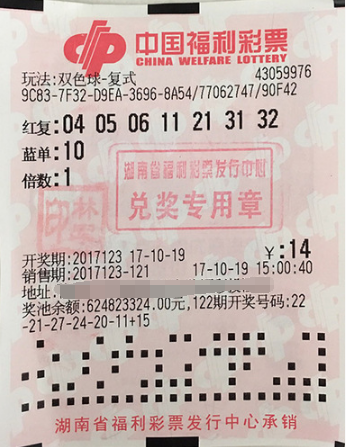 中国福利彩票
CHINA WELFARE LOTTERY
玩法:双色球-复式 43059976
9C83-7F32-D9EA-3696-8A54/77062747/90F42
红复:04 05 06 11 21 31 32
蓝单:10
倍数:1
湖南省福利彩票发行中心
兑奖专用章
开奖期:2017123 17-10-19 ¥:14
销售期:2017123-121 17-10-19 15:00:40
地址:
奖池余额:624823324.00元,122期开奖号码:22
-21-27-24-20-11+15
湖南省福利彩票发行中心承销